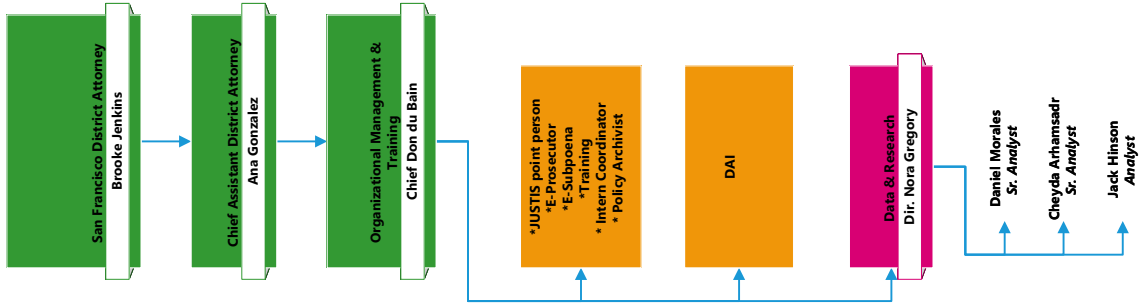 San Francisco District Attorney
Brooke Jenkins
Chief Assistant District Attorney
Ana Gonzalez
Organizational Management &
Training
Chief Don du Bain
*JUSTIS point person
*E-Prosecutor
*E-Subpoena
*Training
* Intern Coordinator
* Policy Archivist
DAI
Data & Research
Dir. Nora Gregory
Daniel Morales
Sr. Analyst
Cheyda Arhamsadr
Sr. Analyst
Jack Hinson
Analyst